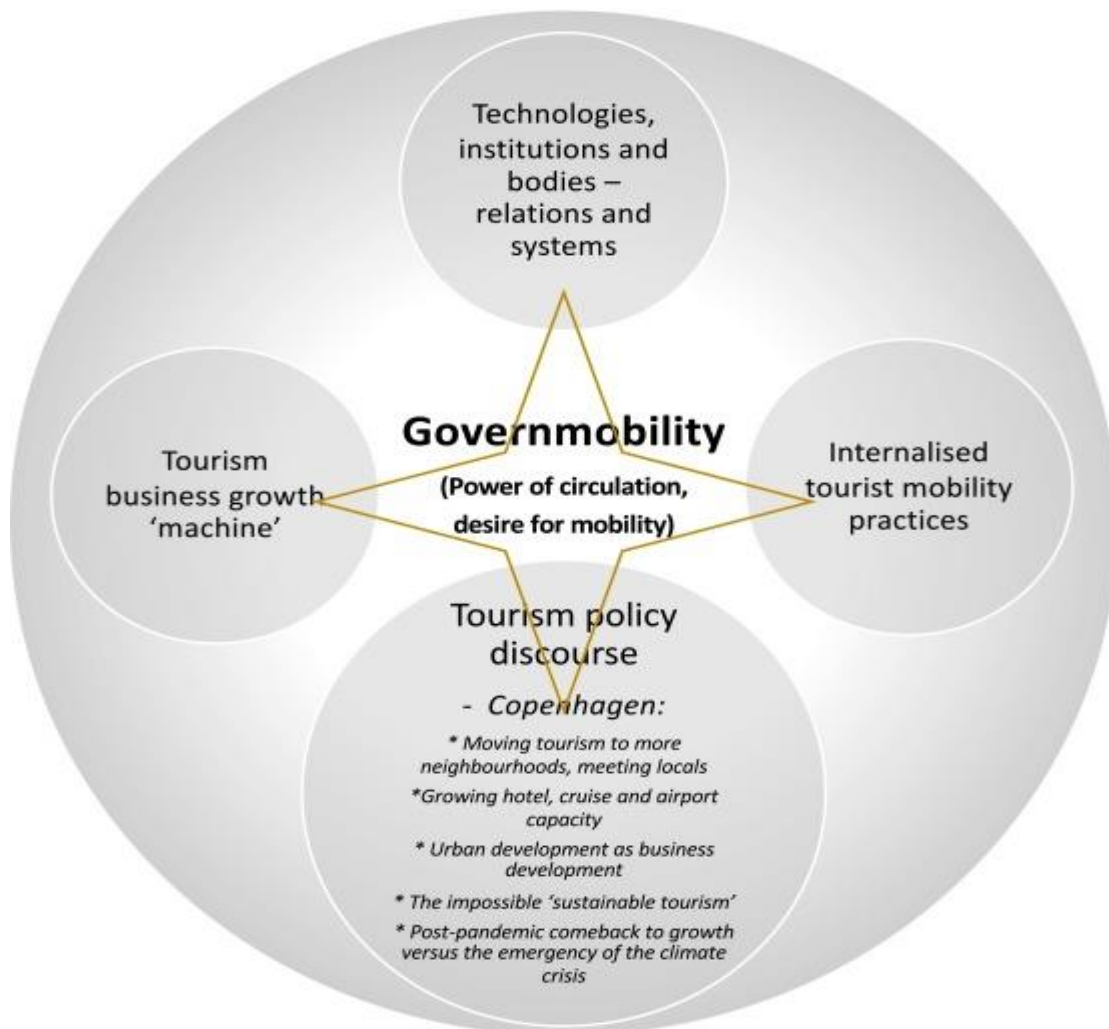 Technologies,
institutions and
bodies –
relations and
systems
Governmobility
(Power of circulation,
desire for mobility)
Tourism
business growth
‘machine’
Internalised
tourist mobility
practices
Tourism policy
discourse
- Copenhagen:
* Moving tourism to more
neighbourhoods, meeting locals
*Growing hotel, cruise and airport
capacity
* Urban development as business
development
* The impossible ‘sustainable tourism’
* Post-pandemic comeback to growth
versus the emergency of the climate
crisis